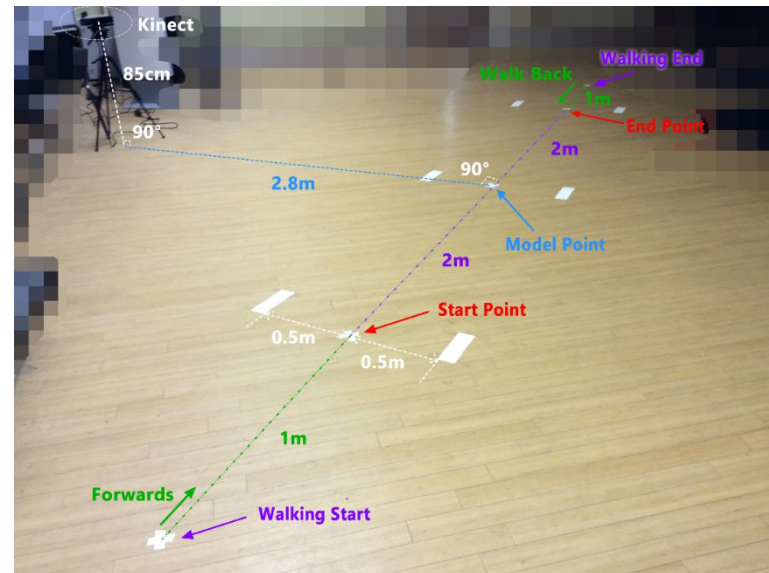 Kinect
Walking End
Walk Back
85cm
1m
End Point
90°
2m
90°
2.8m
Model Point
2m
Start Point
0.5m
0.5m
1m
Forwards
Walking Start